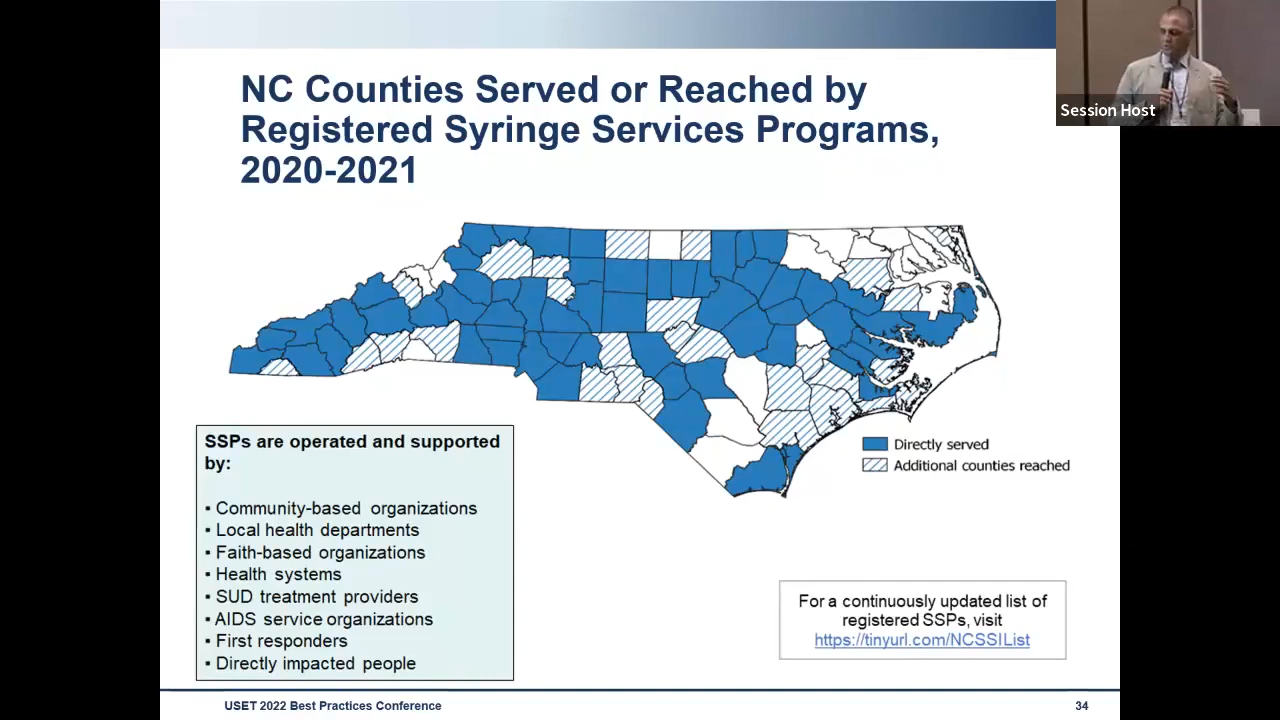 NC Counties Served or Reached by
Registered Syringe Services Programs,
2020-2021
Session Host
Directly served
Additional counties reached
SSPs are operated and supported
by:
▪ Community-based organizations
▪ Local health departments
▪ Faith-based organizations
▪ Health systems
▪ SUD treatment providers
▪ AIDS service organizations
▪ First responders
▪ Directly impacted people
For a continuously updated list of
registered SSPs, visit
https://tinyurl.com/NCSSIList
USET 2022 Best Practices Conference
34